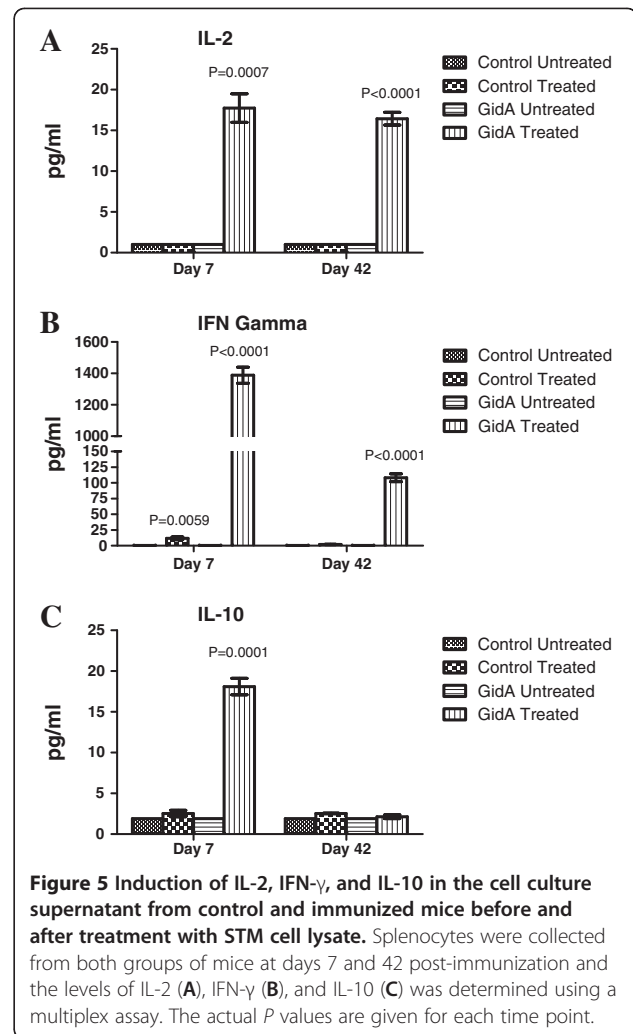 A
IL-2
25
20
15
10
5
0
pg/ml
P=0.0007
P<0.0001
Day 7
Day 42
Control Untreated
Control Treated
GidA Untreated
GidA Treated
B
IFN Gamma
1600
1400
1200
1000
150
125
100
75
50
25
0
pg/ml
P=0.0059
P<0.0001
P<0.0001
Day 7
Day 42
Control Untreated
Control Treated
GidA Untreated
GidA Treated
C
IL-10
25
20
15
10
5
0
pg/ml
P=0.0001
Day 7
Day 42
Control Untreated
Control Treated
GidA Untreated
GidA Treated
Figure 5 Induction of IL-2, IFN-γ, and IL-10 in the cell culture
supernatant from control and immunized mice before and
after treatment with STM cell lysate. Splenocytes were collected
from both groups of mice at days 7 and 42 post-immunization and
the levels of IL-2 (A), IFN-γ (B), and IL-10 (C) was determined using a
multiplex assay. The actual P values are given for each time point.